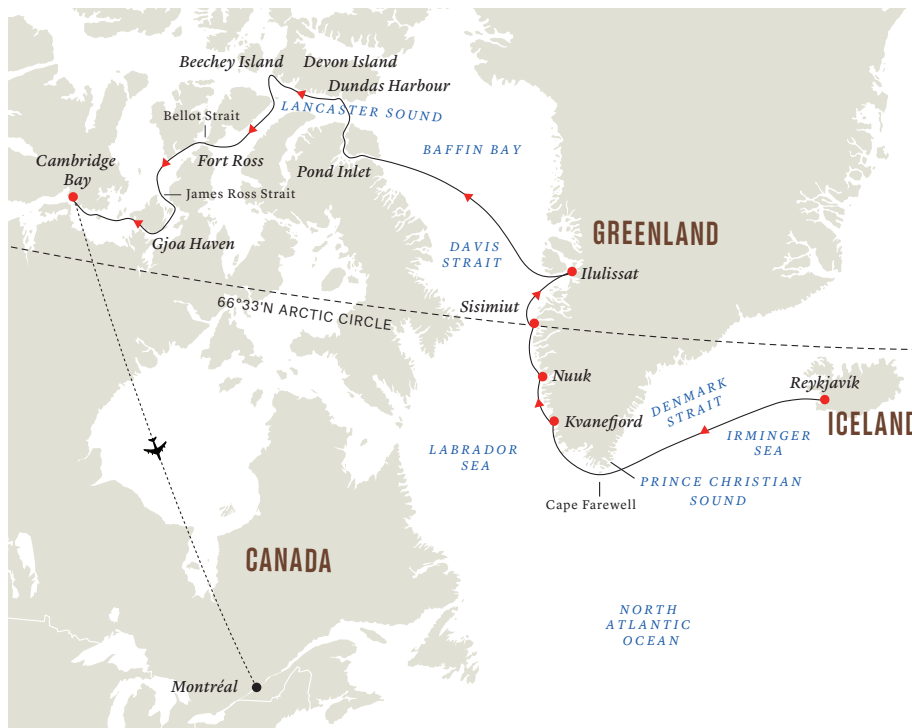 Beechey Island
Devon Island
Dundas Harbour
LANCASTER SOUND
Bellot Strait
BAFFIN BAY
Cambridge
Bay
Fort Ross
Pond Inlet
James Ross Strait
Gjoa Haven
GREENLAND
DAVIS
STRAIT
Ilulissat
66°33'N ARCTIC CIRCLE
Sisimiut
Nuuk
Reykjavík
DENMARK
STRAIT
Kvanefjord
ICELAND
IRMINGER
SEA
LABRADOR
SEA
PRINCE CHRISTIAN
SOUND
Cape Farewell
CANADA
NORTH
ATLANTIC
OCEAN
Montréal